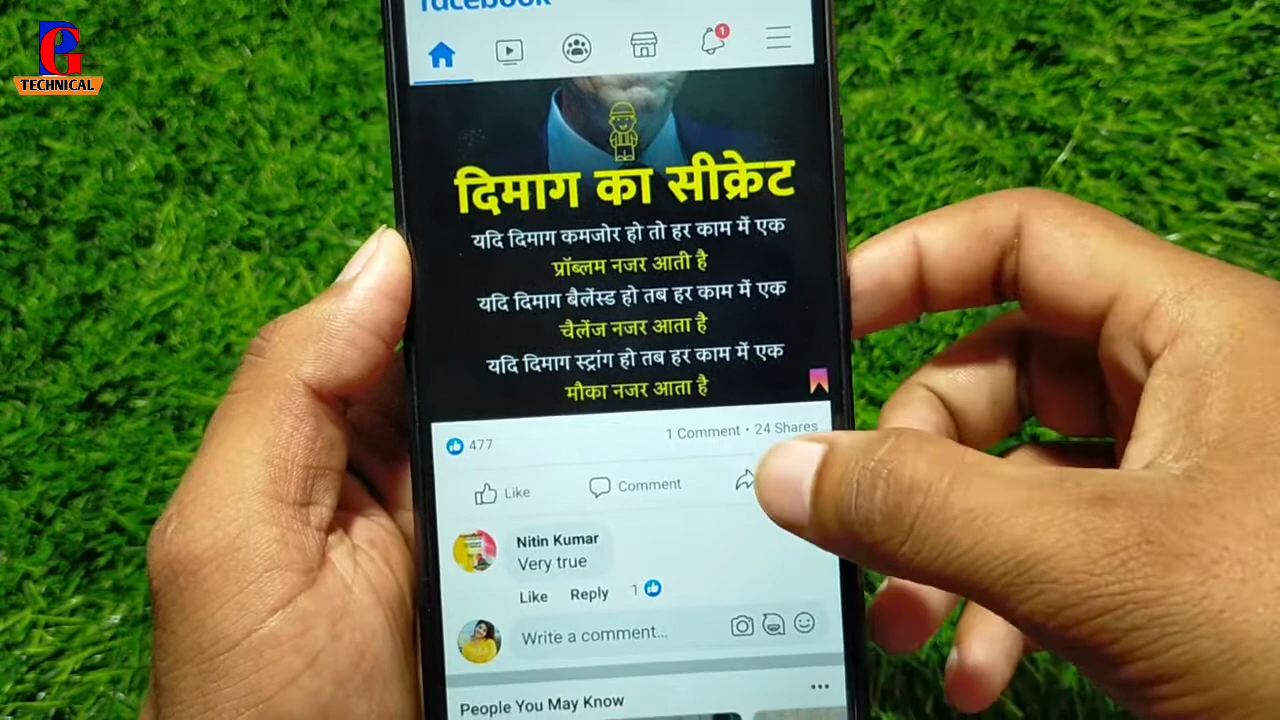 facebook
PG
TECHNICAL
1
दिमाग का सीक्रेट
यदि दिमाग कमजोर हो तो हर काम में एक
प्रॉब्लम नजर आती है
यदि दिमाग बैलेंस्ड हो तब हर काम में एक
चैलेंज नजर आता है
यदि दिमाग स्ट्रांग हो तब हर काम में एक
मौका नजर आता है
477
1 Comment • 24 Shares
Like
Comment
Nitin Kumar
Very true
Like Reply 1
Write a comment...
People You May Know